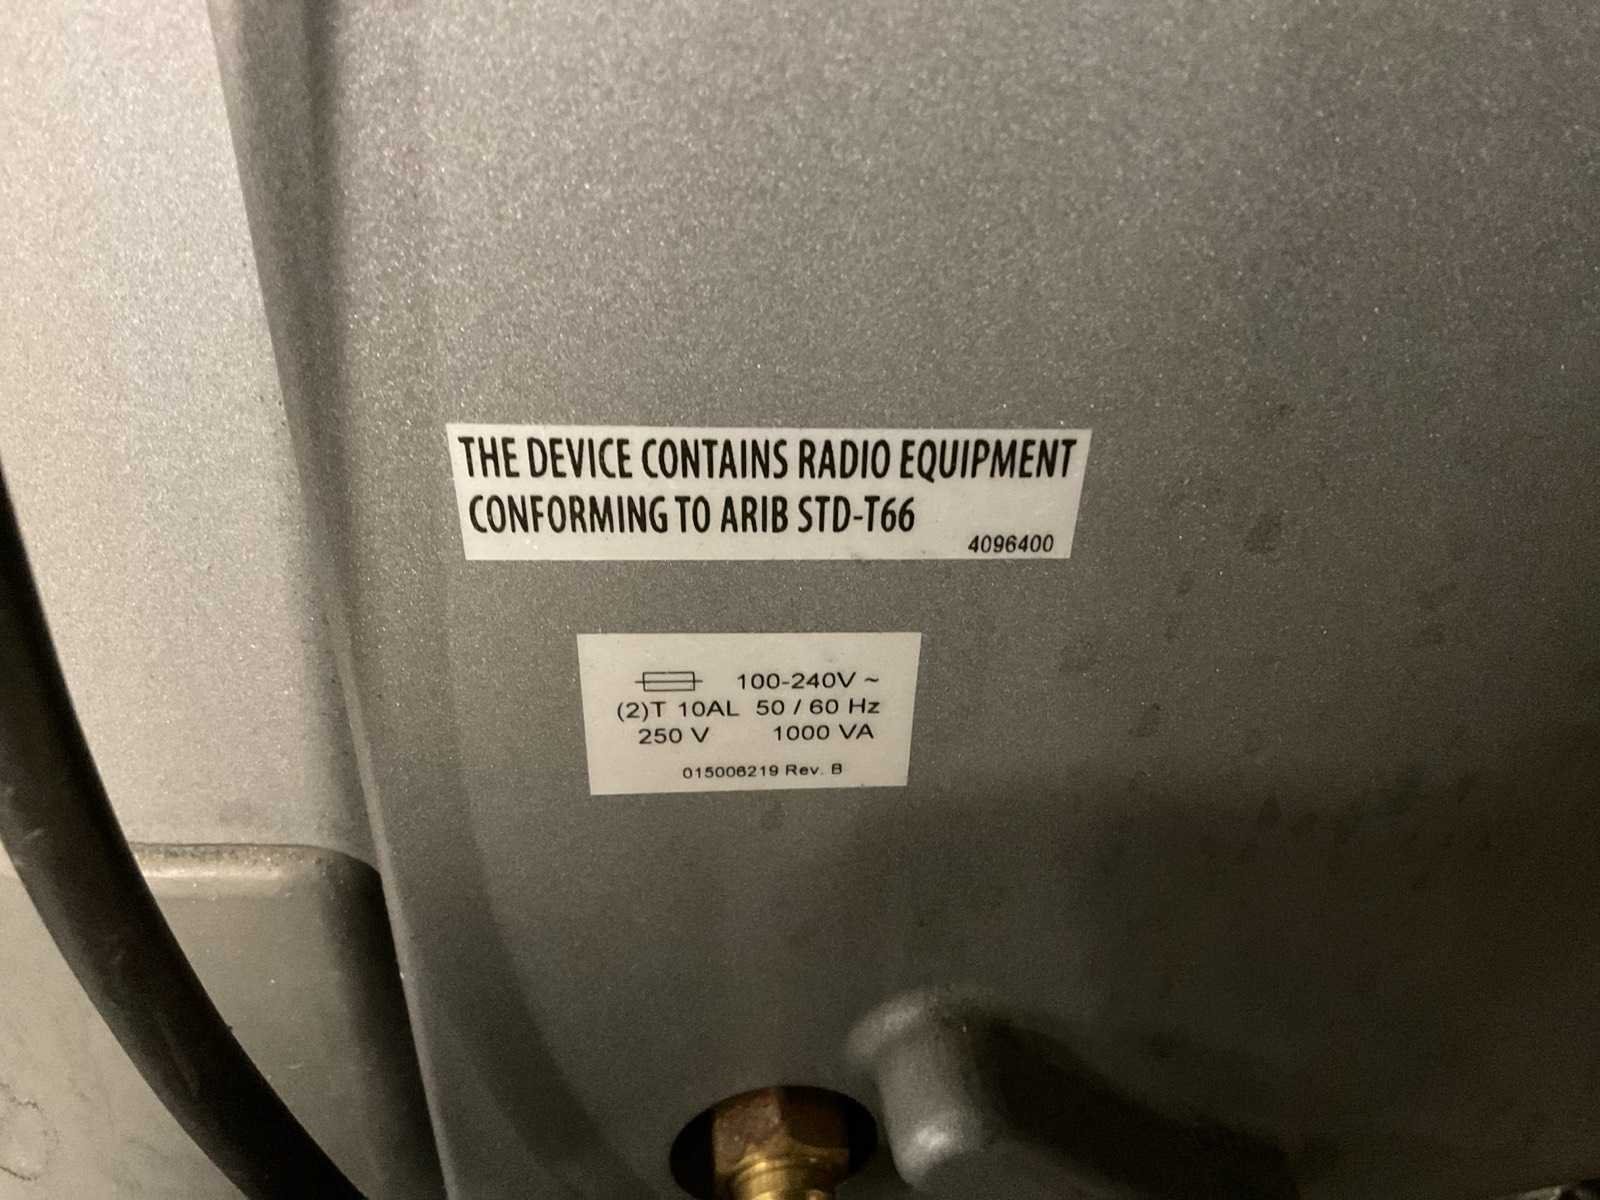 THE DEVICE CONTAINS RADIO EQUIPMENT
CONFORMING TO ARIB STD-T66
4096400
100-240V ~
(2)T 10AL 50 / 60 Hz
250 V 1000 VA
015006219 Rev. B